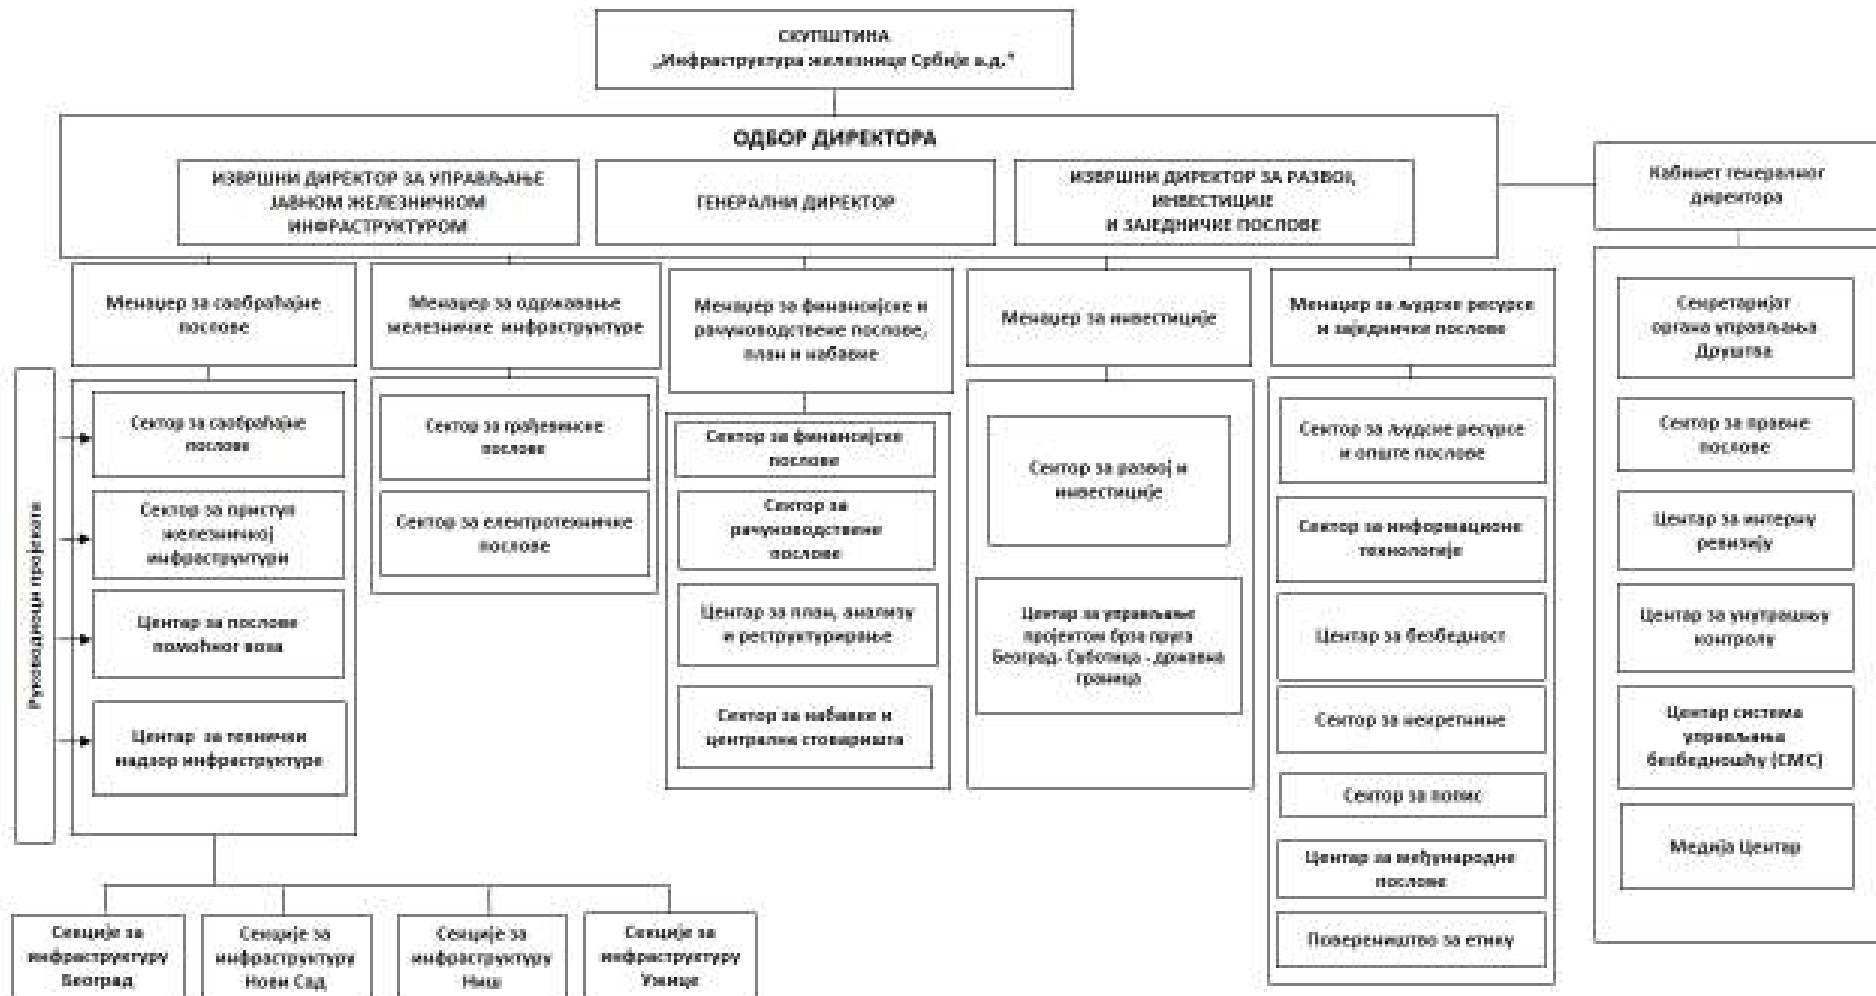 СКУПШТИНА
„Инфраструктура железнице Србије а.д.“
ОДБОР ДИРЕКТОРА
ИЗВРШНИ ДИРЕКТОР ЗА УПРАВЉАЊЕ
ЈАВНОМ ЖЕЛЕЗНИЧКОМ
ИНФРАСТРУКТУРОМ
ГЕНЕРАЛНИ ДИРЕКТОР
ИЗВРШНИ ДИРЕКТОР ЗА РАЗВОЈ,
ИНВЕСТИЦИЈЕ
И ЗАЈЕДНИЧКЕ ПОСЛОВЕ
Кабинет генералног
директора
Менаџер за саобраћајне
послове
Менаџер за одржавање
железничке инфраструктуре
Менаџер за финансијске и
рачуноводствене послове,
план и набавке
Менаџер за инвестиције
Менаџер за људске ресурсе
и заједничке послове
Руководиоци пројеката
Сектор за саобраћајне
послове
Сектор за приступ
железничкој
инфраструктури
Центар за послове
помоћног воза
Центар за технички
надзор инфраструктуре
Сектор за грађевинске
послове
Сектор за електротехничке
послове
Сектор за финансијске
послове
Сектор за
рачуноводствене
послове
Центар за план, анализу
и реструктурирање
Сектор за набавке и
централна стоваришта
Сектор за развој и
инвестиције
Центар за управљање
пројектом брза пруга
Београд- Суботица - државна
граница
Сектор за људске ресурсе
и опште послове
Сектор за информационе
технологије
Центар за безбедност
Сектор за некретнине
Сектор за попис
Центар за међународне
послове
Повереништво за етику
Секретаријат
органа управљања
Друштва
Сектор за правне
послове
Центар за интерну
ревизију
Центар за унутрашњу
контролу
Центар система
управљања
безбедношћу (СМС)
Медија Центар
Секције за
инфраструктуру
Београд
Секције за
инфраструктуру
Нови Сад
Секције за
инфраструктуру
Ниш
Секције за
инфраструктуру
Ужице